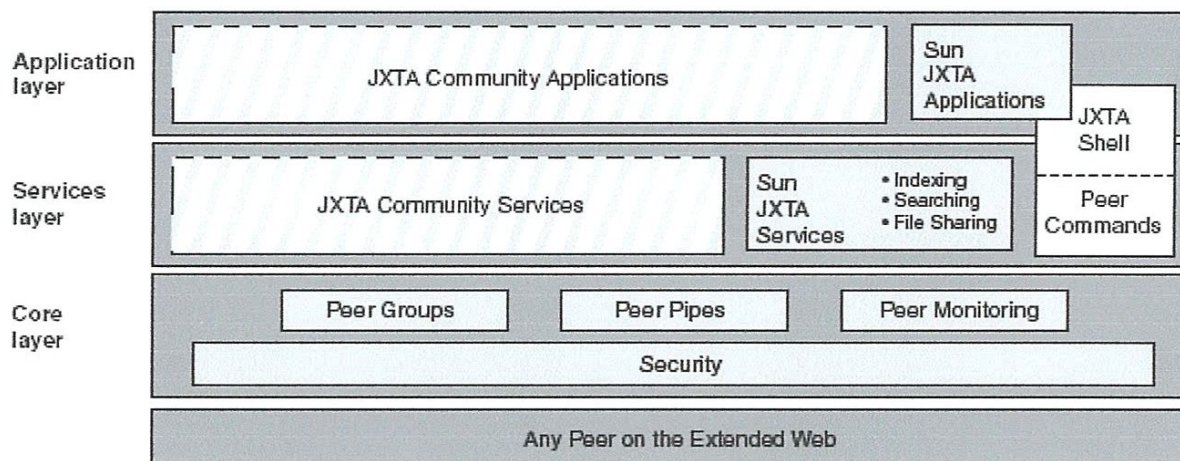 Application
layer
JXTA Community Applications
Sun
JXTA
Applications
JXTA
Shell
Services
layer
JXTA Community Services
Sun
JXTA
Services
• Indexing
• Searching
• File Sharing
Peer
Commands
Core
layer
Peer Groups
Peer Pipes
Peer Monitoring
Security
Any Peer on the Extended Web